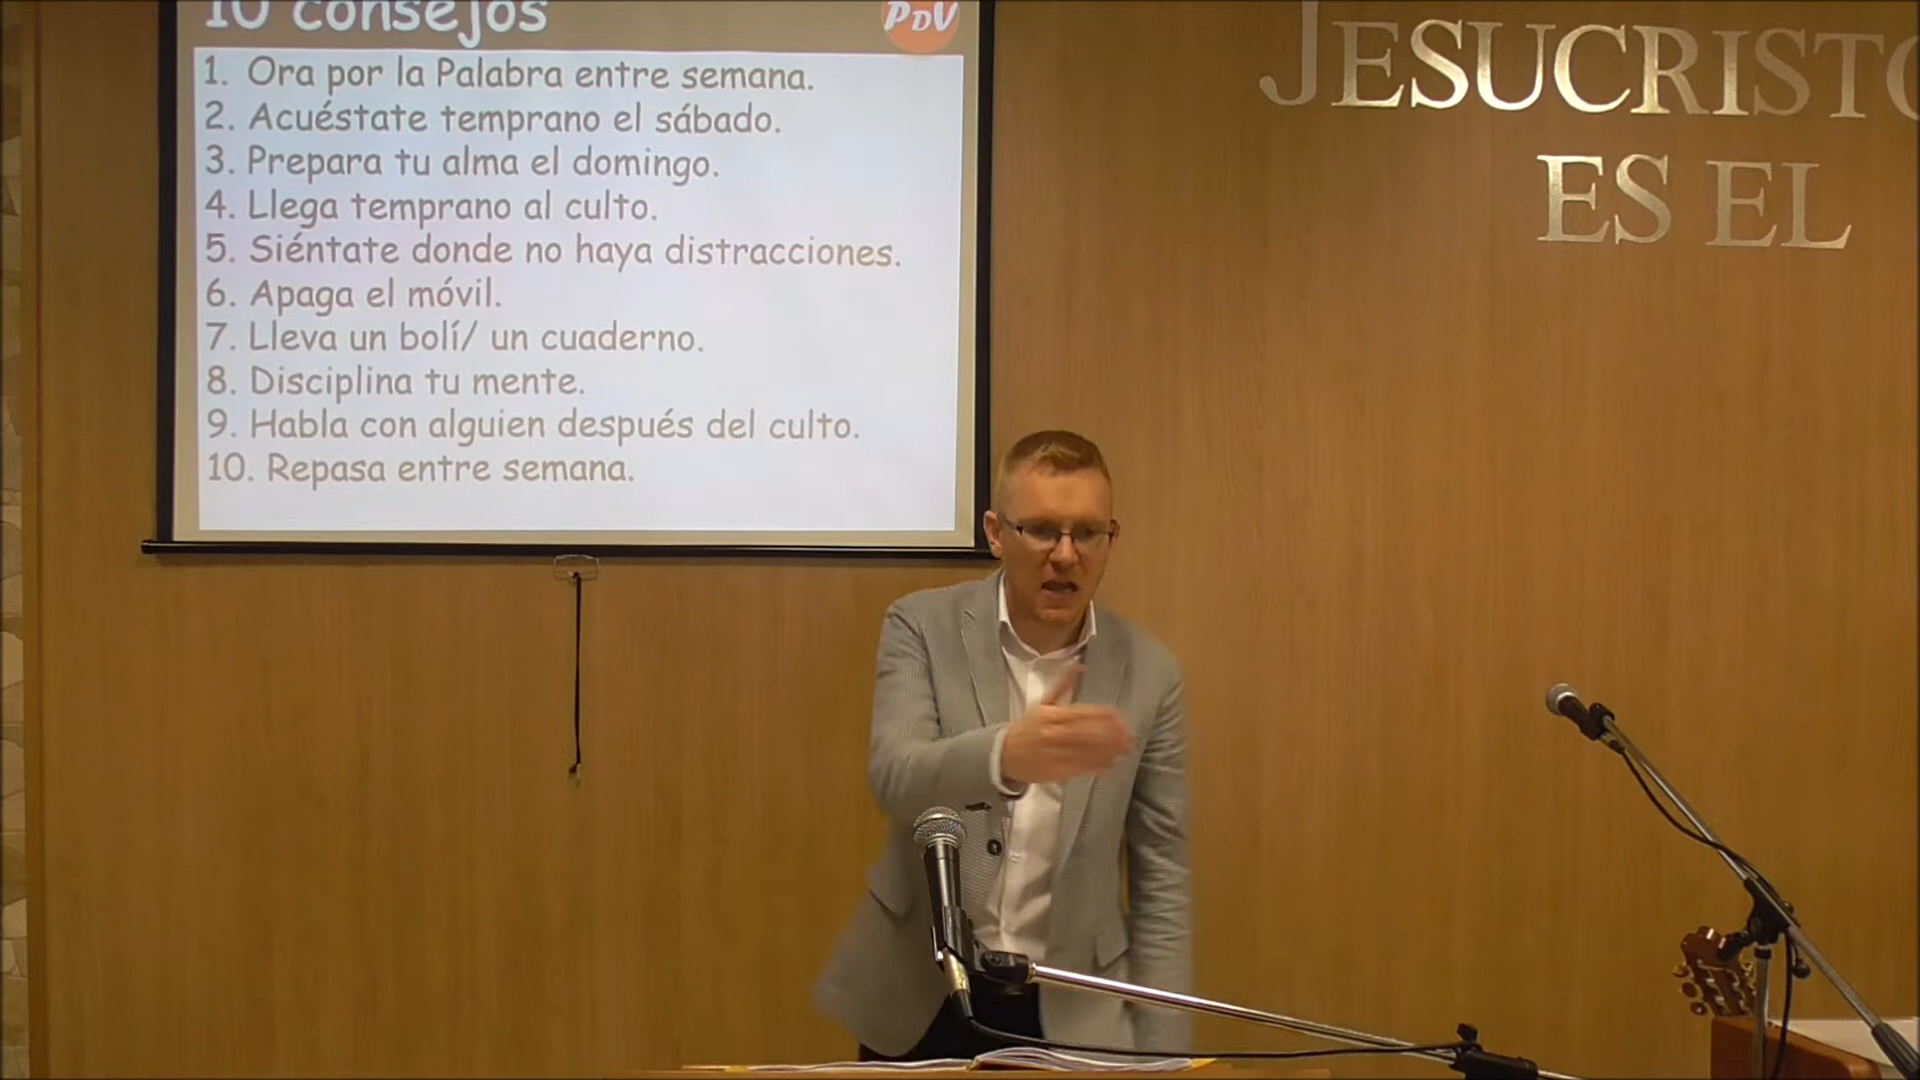 10 consejos
PDV
1. Ora por la Palabra entre semana.
2. Acuéstate temprano el sábado.
3. Prepara tu alma el domingo.
4. Llega temprano al culto.
5. Siéntate donde no haya distracciones.
6. Apaga el móvil.
7. Lleva un bolí/ un cuaderno.
8. Disciplina tu mente.
9. Habla con alguien después del culto.
10. Repasa entre semana.
JESUCRISTO
ES EL